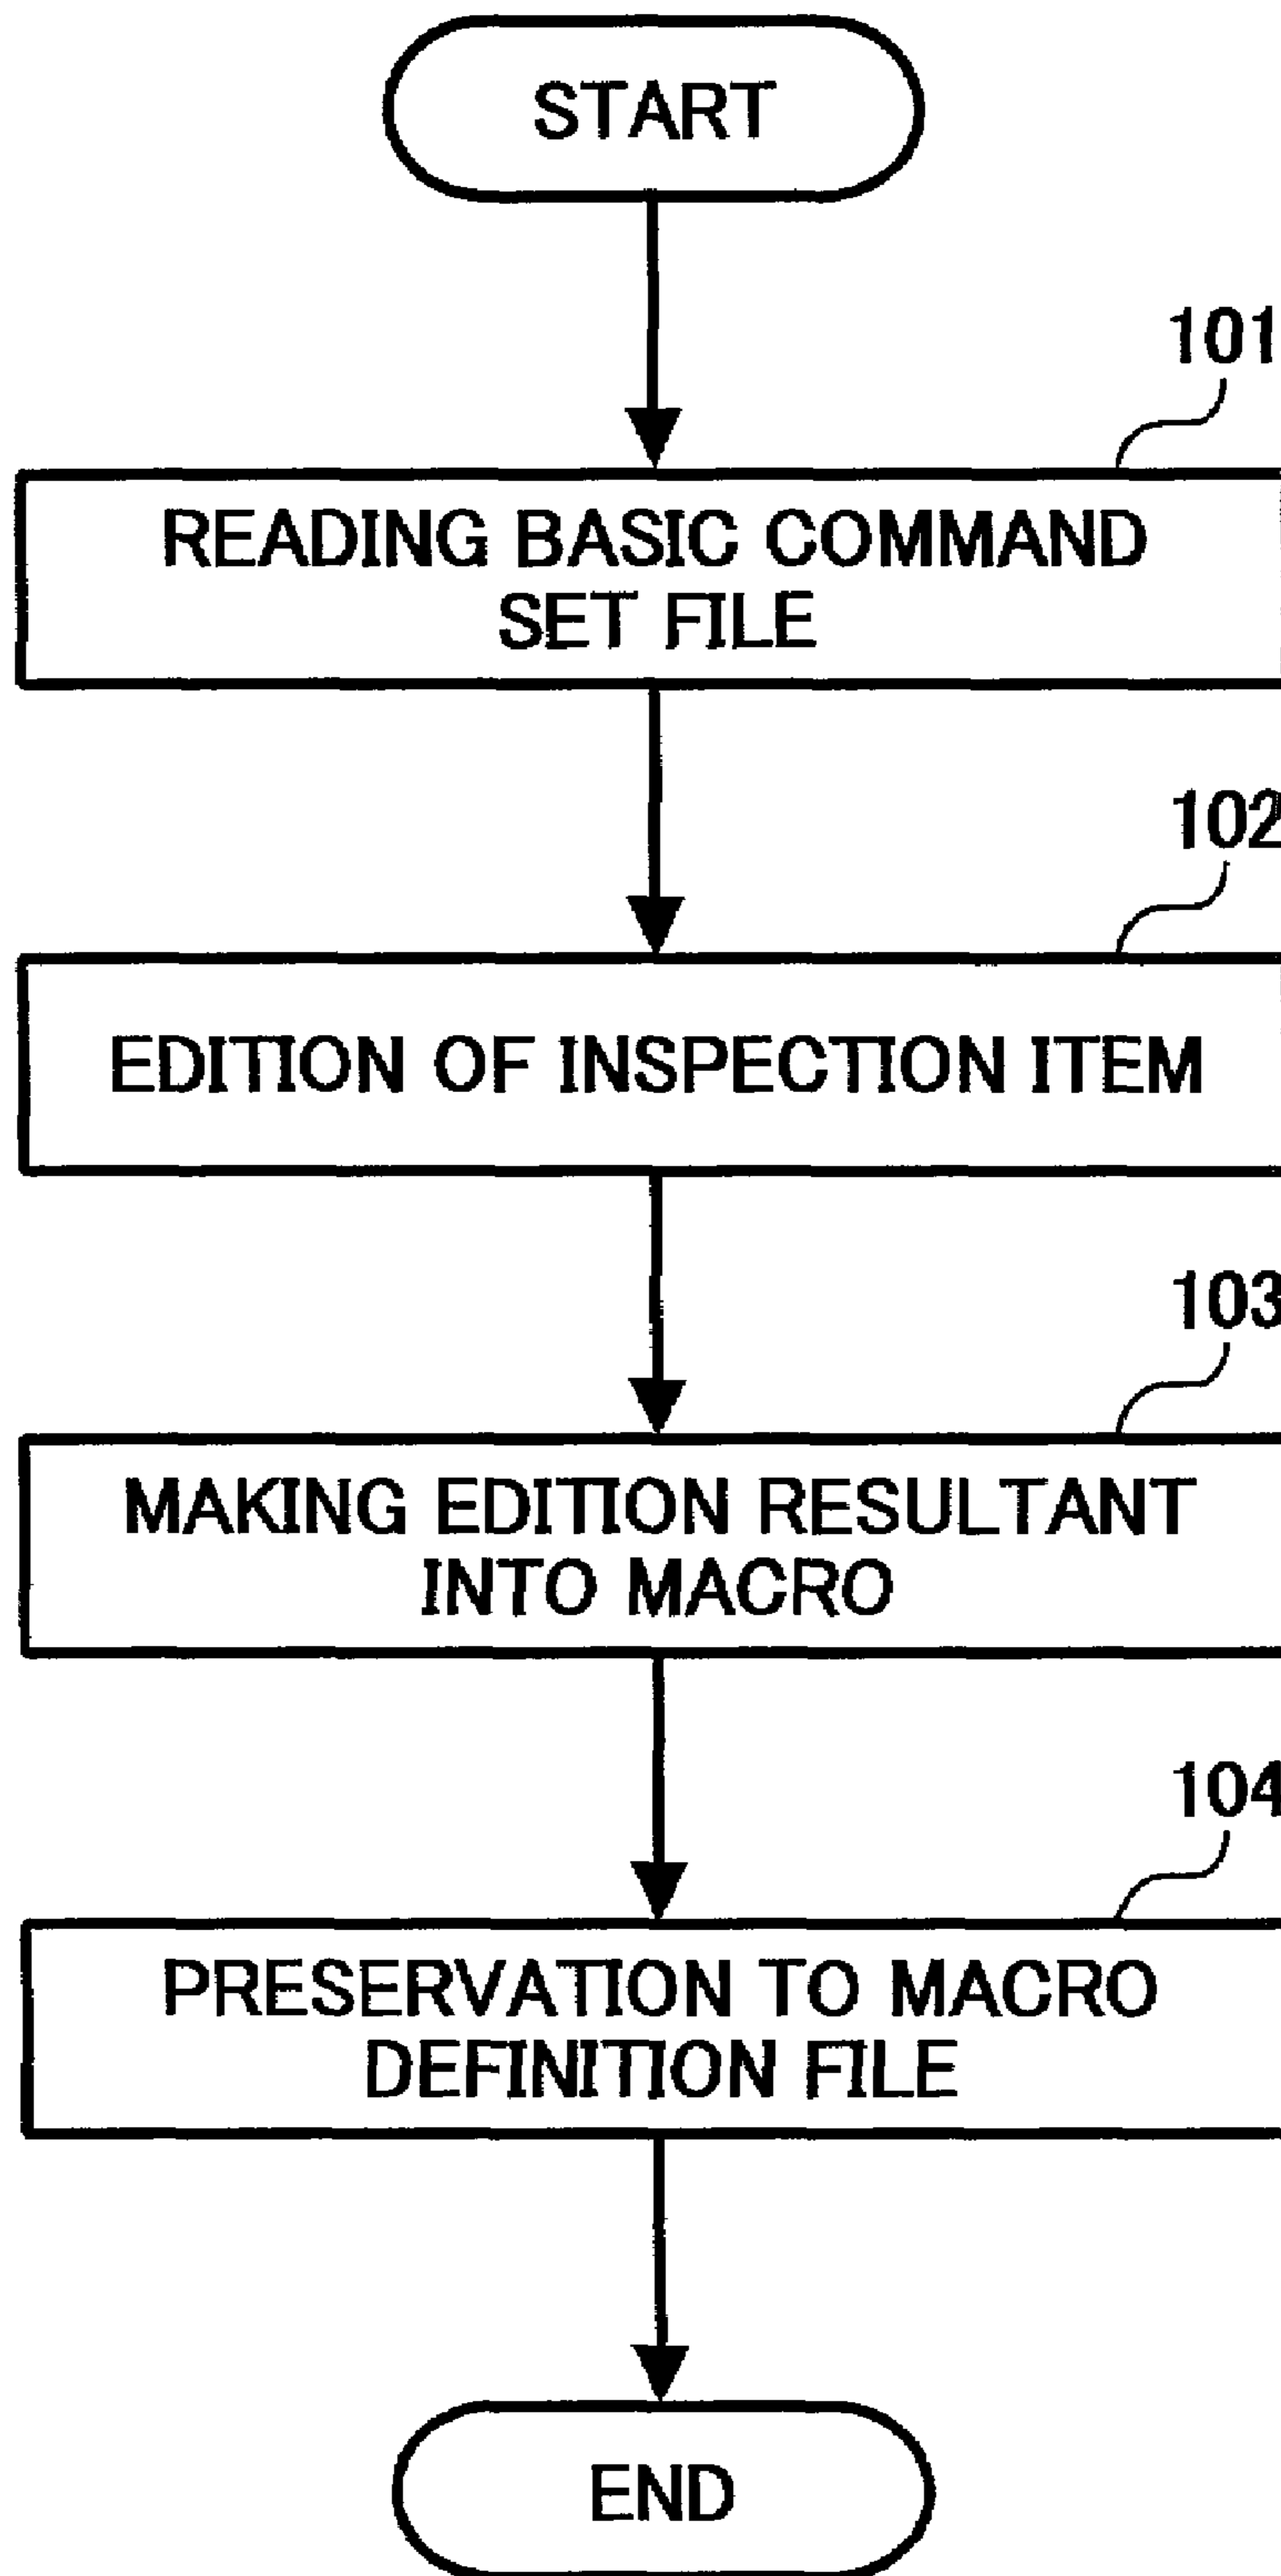 START
101
READING BASIC COMMAND
SET FILE
102
EDITION OF INSPECTION ITEM
103
MAKING EDITION RESULTANT
INTO MACRO
104
PRESERVATION TO MACRO
DEFINITION FILE
END